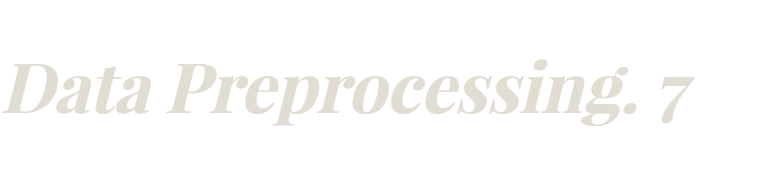 Data Preprocessing. 7